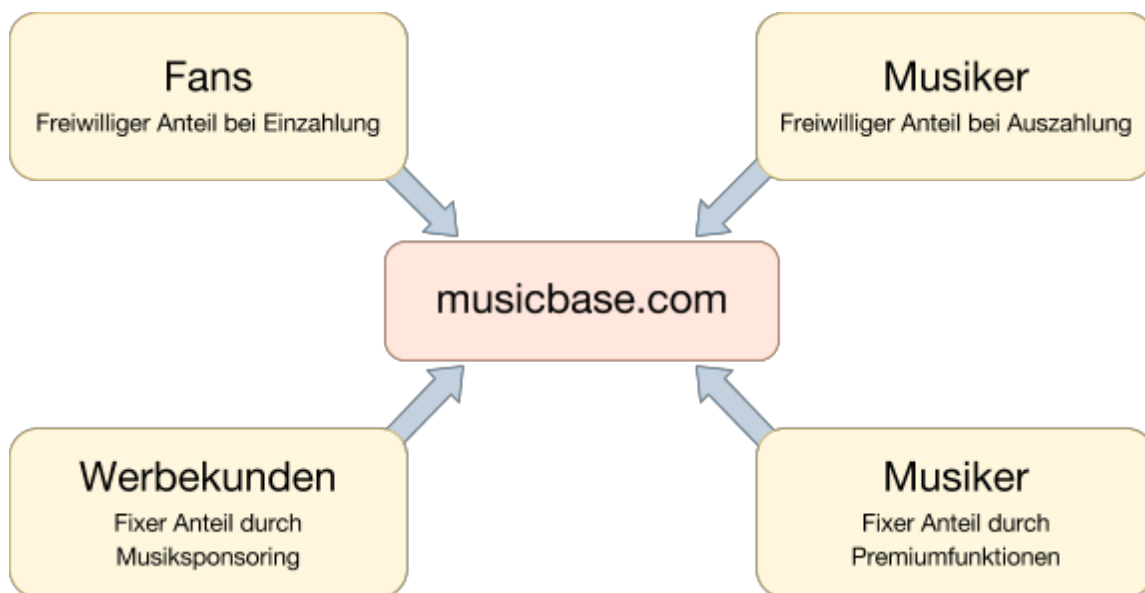 Fans
Freiwilliger Anteil bei Einzahlung
Musiker
Freiwilliger Anteil bei Auszahlung
musicbase.com
Werbekunden
Fixer Anteil durch
Musiksponsoring
Musiker
Fixer Anteil durch
Premiumfunktionen